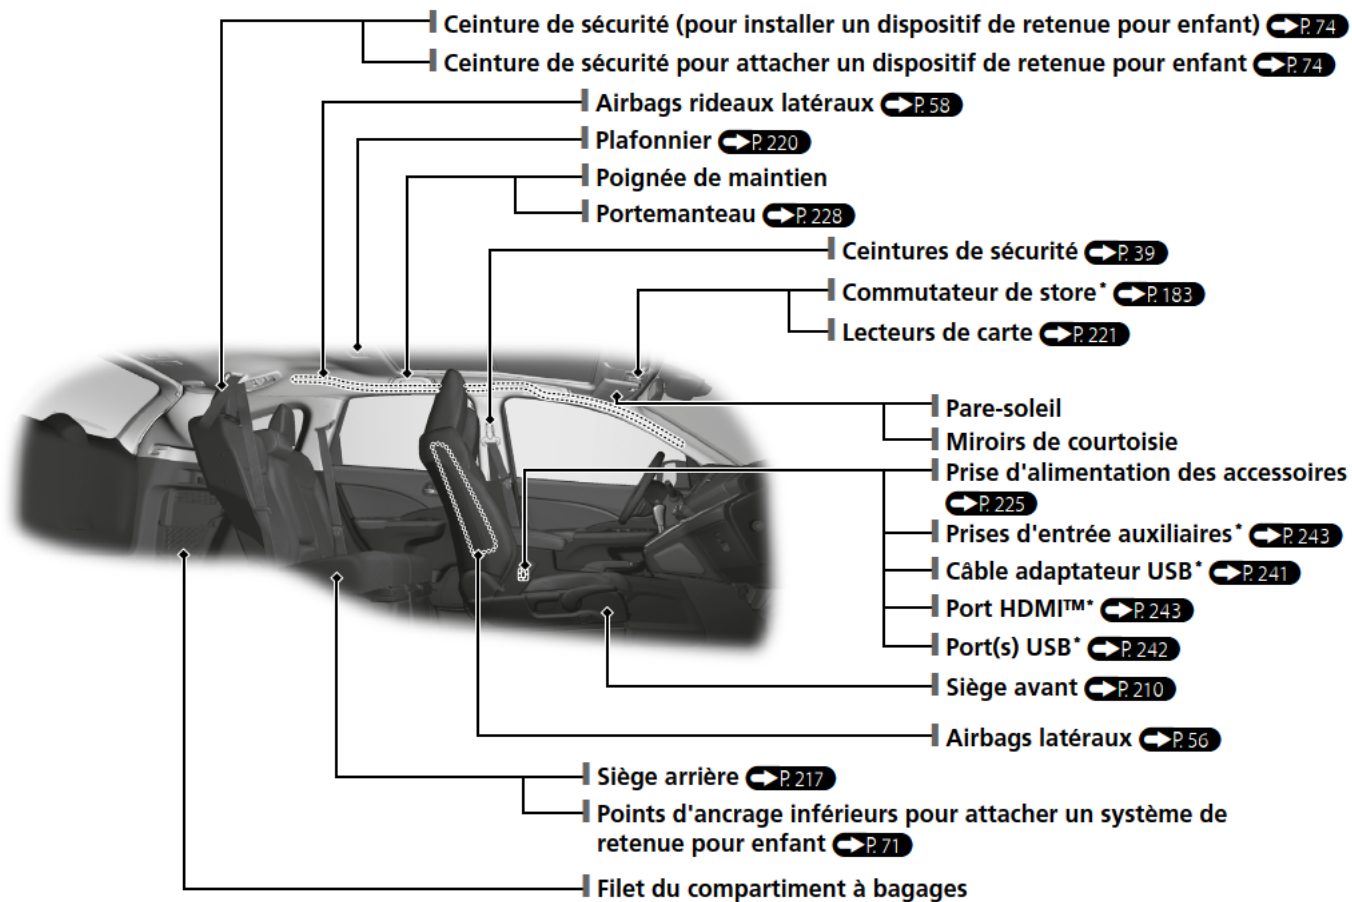 Ceinture de sécurité (pour installer un dispositif de retenue pour enfant) P. 74
Ceinture de sécurité pour attacher un dispositif de retenue pour enfant P. 74
Airbags rideaux latéraux P. 58
Plafonnier P. 220
Poignée de maintien
Portemanteau P. 228
Ceintures de sécurité P. 39
Commutateur de store* P. 183
Lecteurs de carte P. 221
Pare-soleil
Miroirs de courtoisie
Prise d'alimentation des accessoires
P. 225
Prises d'entrée auxiliaires* P. 243
Câble adaptateur USB* P. 241
Port HDMI™* P. 243
Port(s) USB* P. 242
Siège avant P. 210
Airbags latéraux P. 56
Siège arrière P. 217
Points d'ancrage inférieurs pour attacher un système de
retenue pour enfant P. 71
Filet du compartiment à bagages